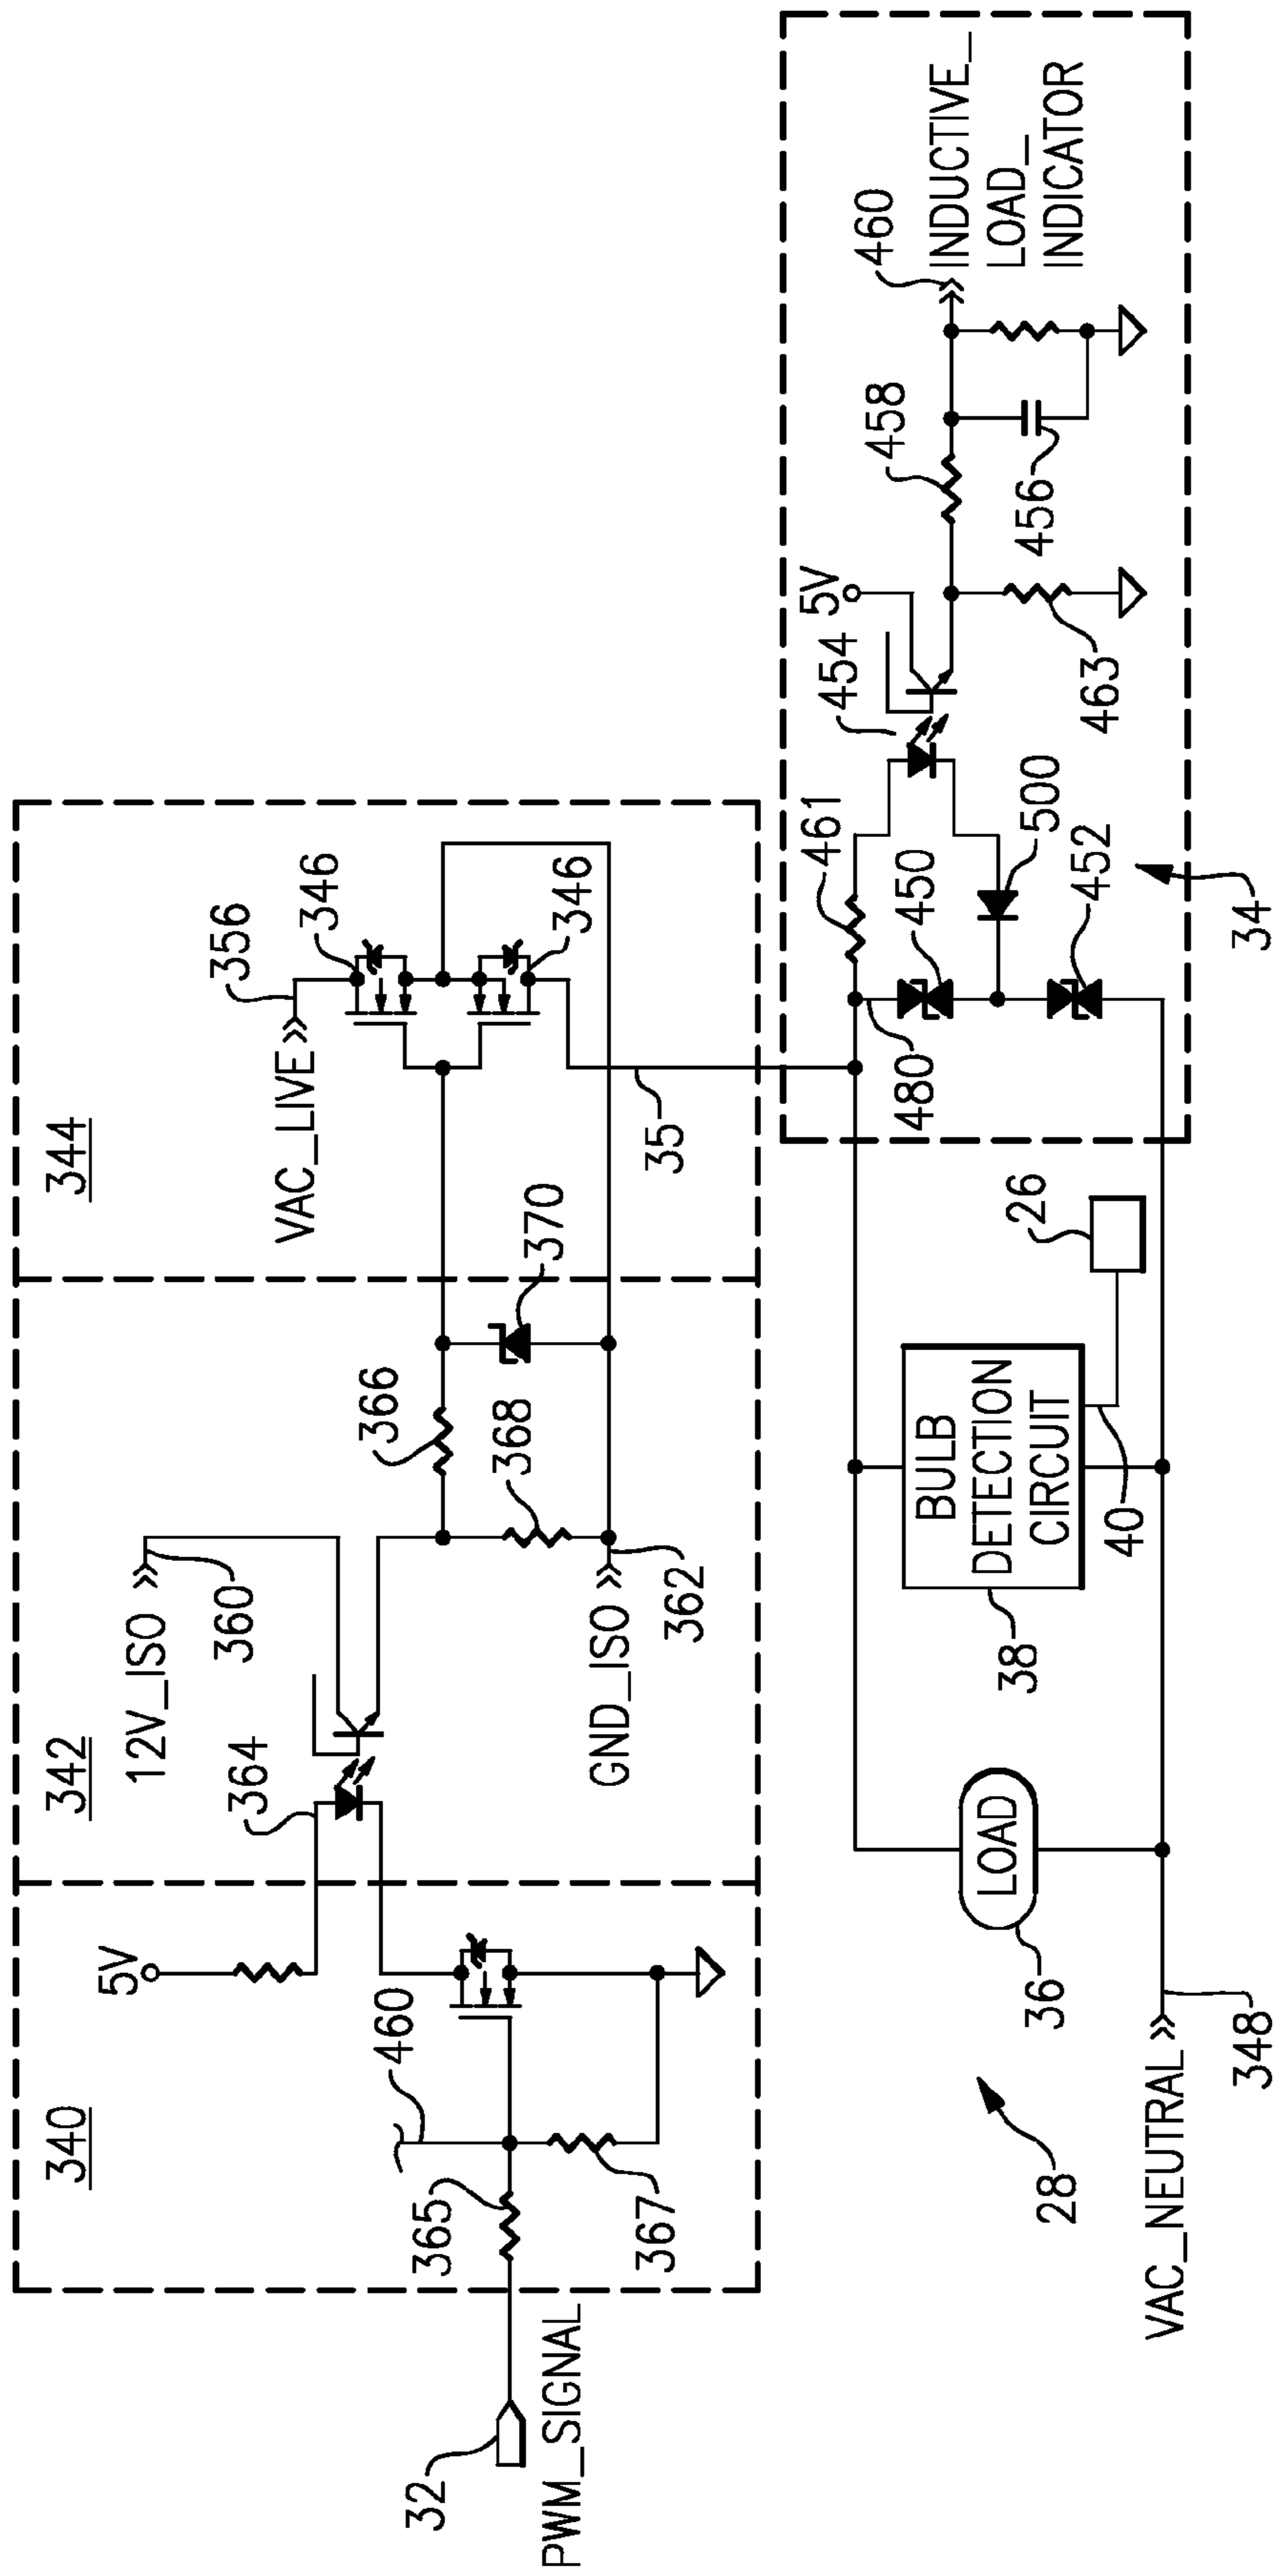 340
342
344
5V
460
365
367
32
PWM_SIGNAL
364
12V_ISO
360
GND_ISO
362
366
368
370
VAC_LIVE
356
346
346
35
28
VAC_NEUTRAL
348
36
LOAD
38
BULB
DETECTION
CIRCUIT
40
26
480
450
461
500
452
34
454
5V
463
458
456
460
INDUCTIVE_
LOAD_
INDICATOR